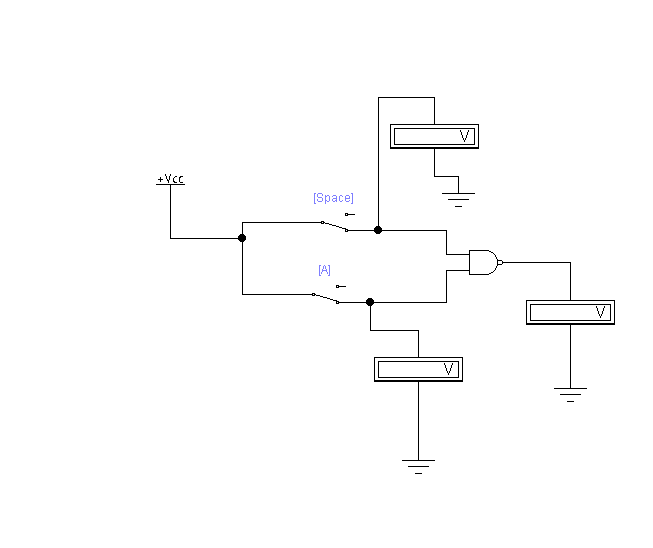 V
+Vcc
[Space]
[A]
V
V